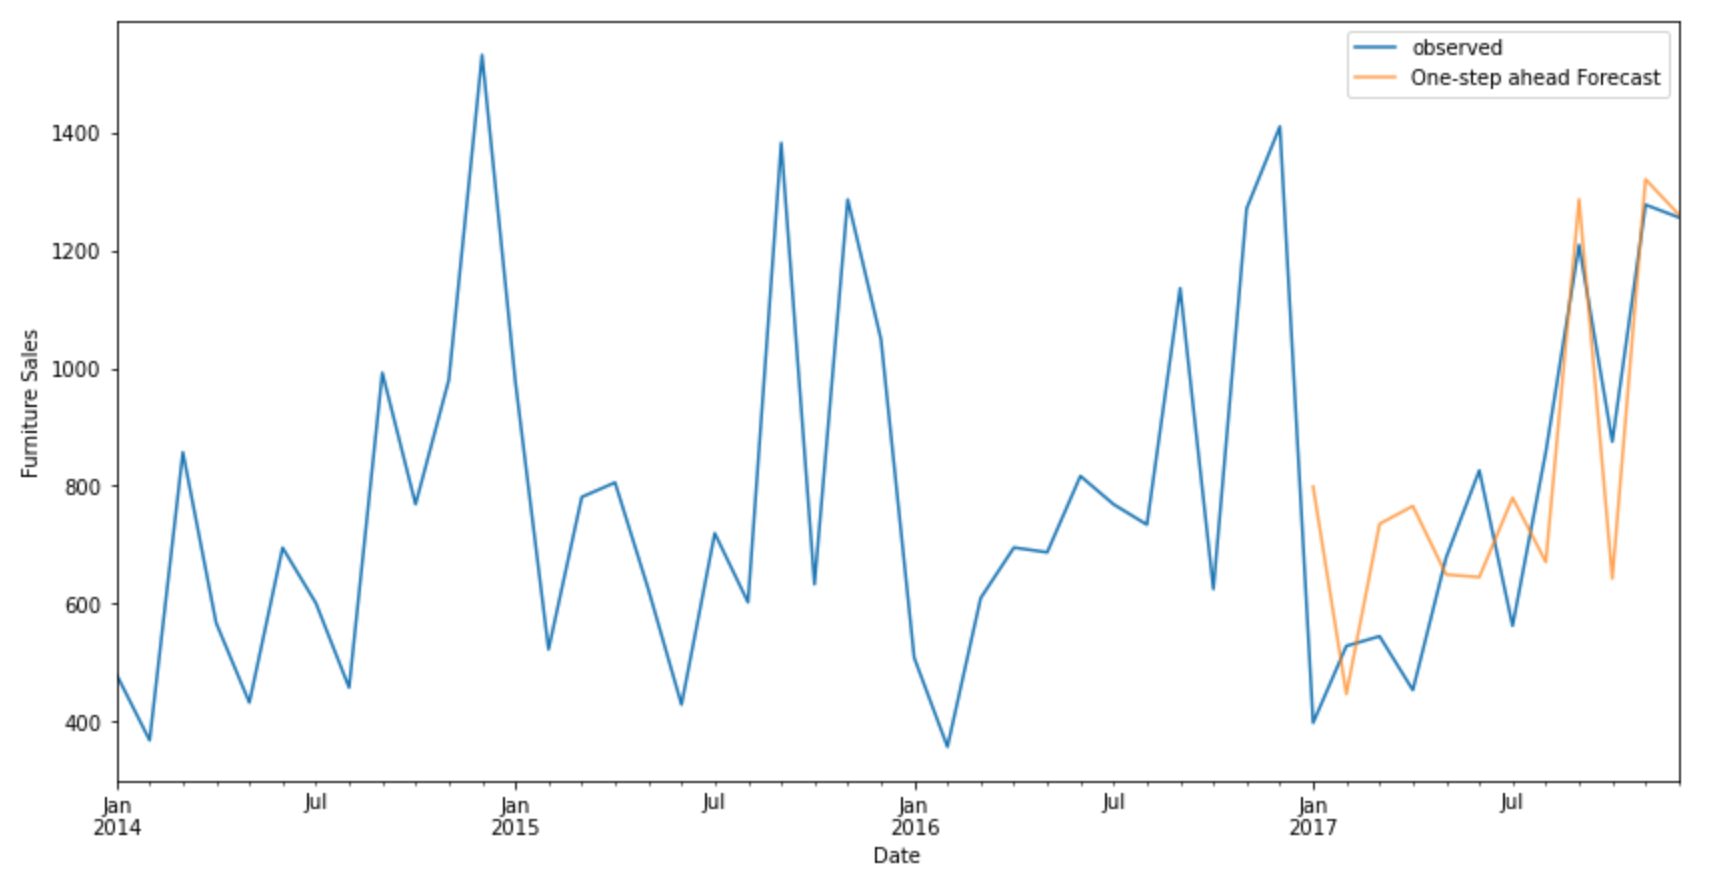 observed
One-step ahead Forecast
Furniture Sales
1400
1200
1000
800
600
400
Jan Jul Jan Jul Jan Jul Jan Jul
2014 2015 2016 2017
Date